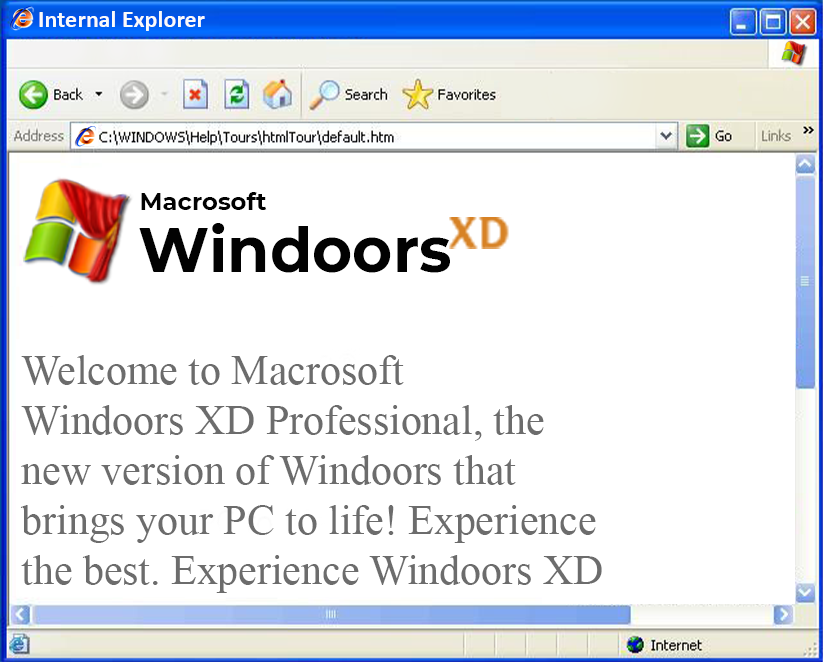 Internal Explorer
Back
Search
Favorites
Address
C:\WINDOWS\Help\Tours\htmlTour\default.htm
Go
Links
Macrosoft
Windoors XD
Welcome to Macrosoft
Windoors XD Professional, the
new version of Windoors that
brings your PC to life! Experience
the best. Experience Windoors XD
Internet